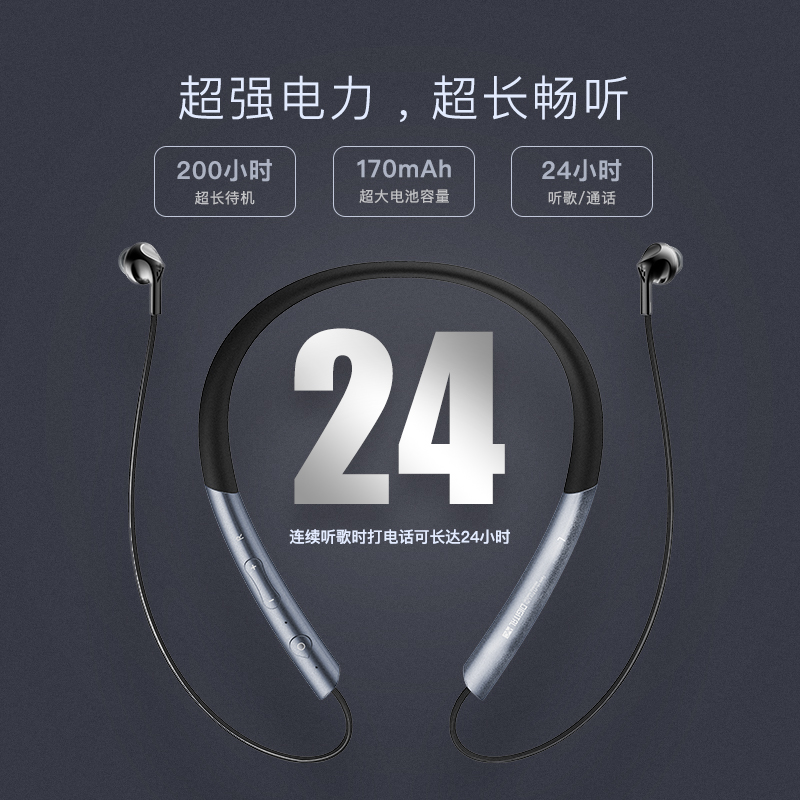 超强电力，超长畅听
200小时
超长待机
170mAh
超大电池容量
24小时
听歌/通话
24
连续听歌时打电话可长达24小时
R
L